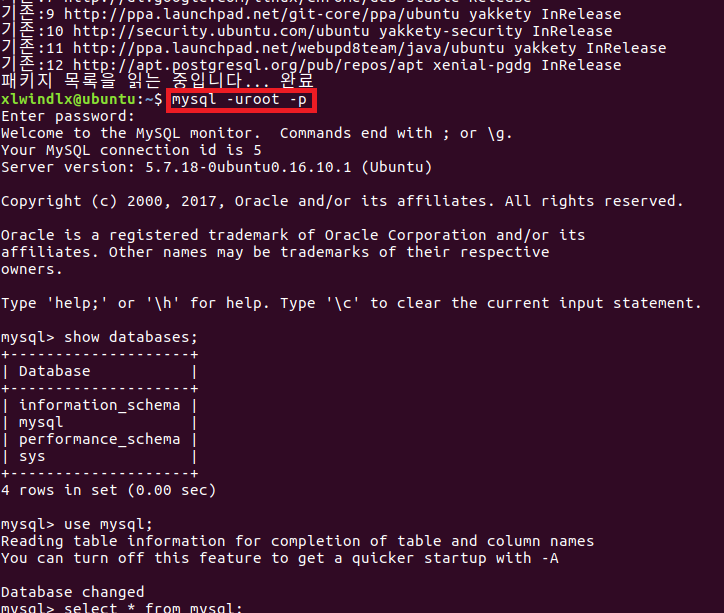 기존:9 http://ppa.launchpad.net/git-core/ppa/ubuntu yakkety InRelease
기존:10 http://security.ubuntu.com/ubuntu yakkety-security InRelease
기존:11 http://ppa.launchpad.net/webupd8team/java/ubuntu yakkety InRelease
기존:12 http://apt.postgresql.org/pub/repos/apt xenial-pgdg InRelease
패키지 목록을 읽는 중입니다... 완료
xlwindlx@ubuntu:~$ mysql -uroot -p
Enter password:
Welcome to the MySQL monitor.  Commands end with ; or \g.
Your MySQL connection id is 5
Server version: 5.7.18-0ubuntu0.16.10.1 (Ubuntu)
Copyright (c) 2000, 2017, Oracle and/or its affiliates. All rights reserved.
Oracle is a registered trademark of Oracle Corporation and/or its
affiliates. Other names may be trademarks of their respective
owners.
Type 'help;' or '\h' for help. Type '\c' to clear the current input statement.
mysql> show databases;
+--------------------+
| Database           |
+--------------------+
| information_schema |
| mysql              |
| performance_schema |
| sys                |
+--------------------+
4 rows in set (0.00 sec)
mysql> use mysql;
Reading table information for completion of table and column names
You can turn off this feature to get a quicker startup with -A
Database changed
mysql> select * from mysql;